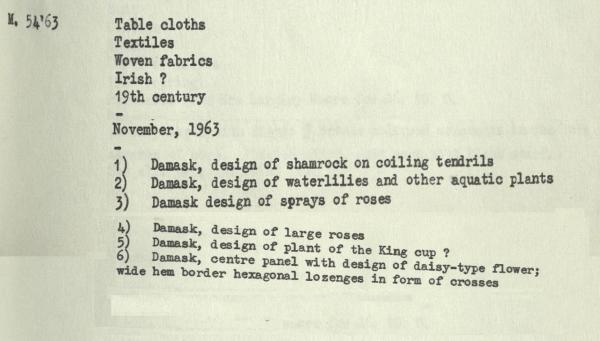 M. 54'63
Table cloths
Textiles
Woven fabrics
Irish ?
19th century
-
November, 1963
-
1) Damask, design of shamrock on coiling tendrils
2) Damask, design of waterlilies and other aquatic plants
3) Damask design of sprays of roses
4) Damask, design of large roses
5) Damask, design of plant of the King cup ?
6) Damask, centre panel with design of daisy-type flower;
wide hem border hexagonal lozenges in form of crosses